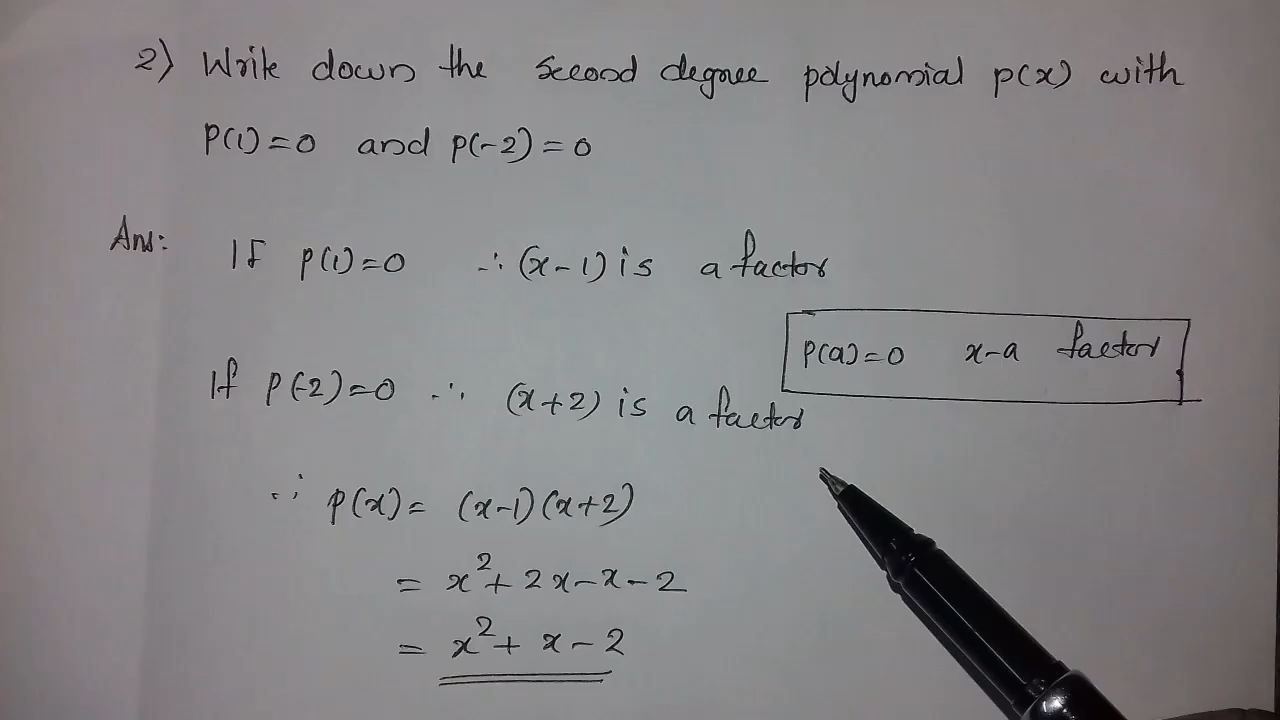 2) Write down the second degree polynomial p(x) with
P(1)=0 and p(-2)=0
Ans: If p(1)=0 ∴ (x-1) is a factor
P(a)=0 x-a factor
If p(-2)=0 ∴ (x+2) is a factor
∴ p(x)= (x-1)(x+2)
= x²+2x-x-2
= x²+x-2